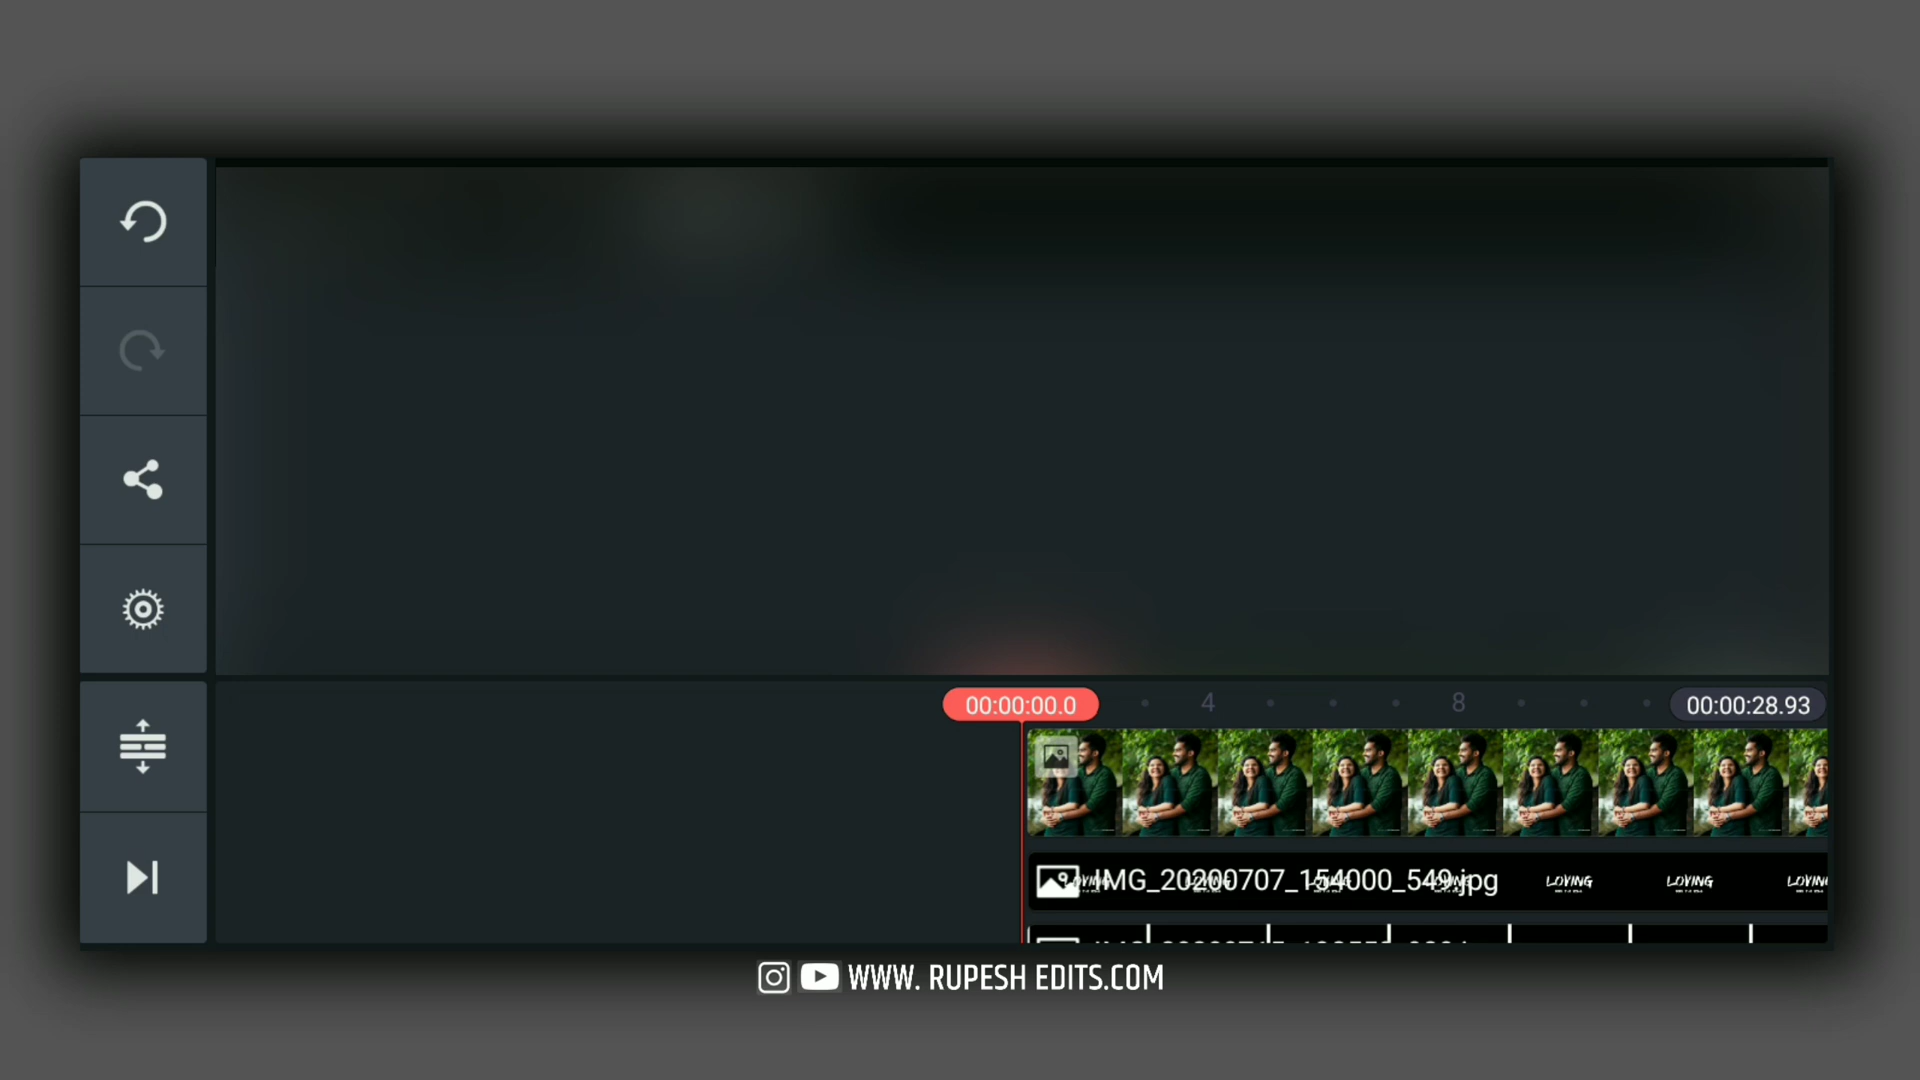 00:00:00.0 4 8 00:00:28.93
IMG_20200707_154000_549.jpg LOVING LOVING
WWW. RUPESH EDITS.COM